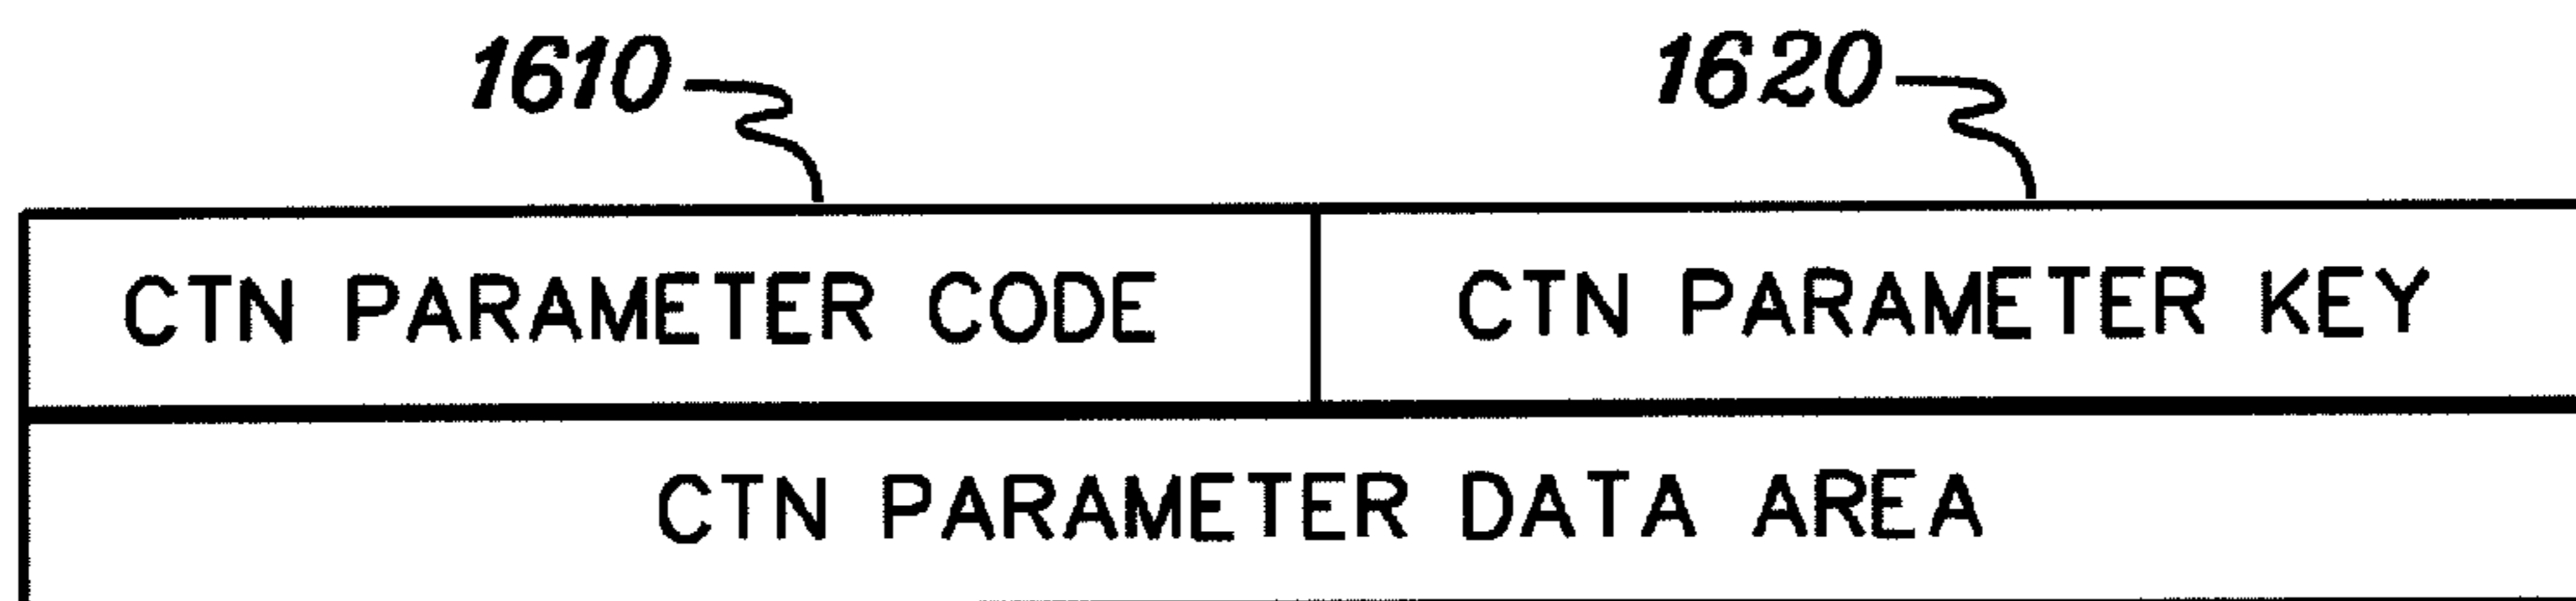 1610 1620
CTN PARAMETER CODE CTN PARAMETER KEY
CTN PARAMETER DATA AREA